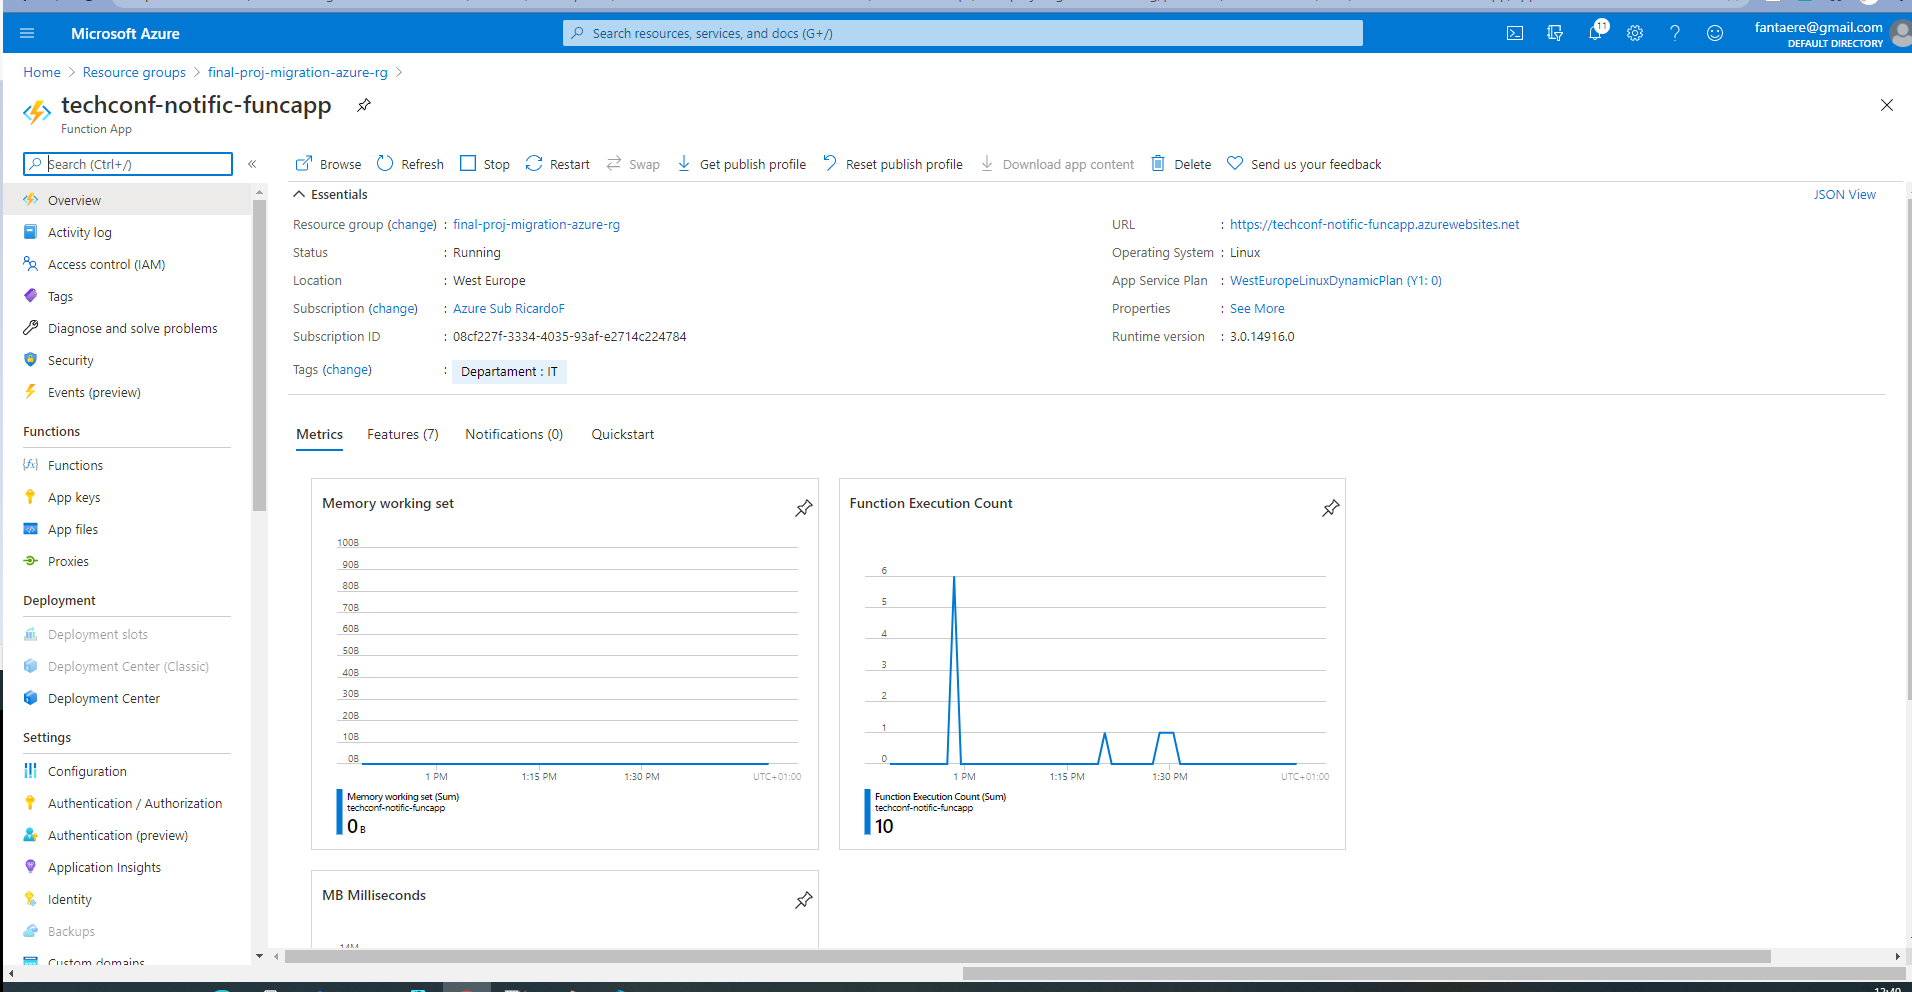 Microsoft Azure
Search resources, services, and docs (G+/)
11
fantaere@gmail.com
DEFAULT DIRECTORY
Home > Resource groups > final-proj-migration-azure-rg >
techconf-notific-funcapp
Function App
Search (Ctrl+/)
«
Browse Refresh Stop Restart Swap Get publish profile Reset publish profile Download app content Delete Send us your feedback
Overview
Activity log
Access control (IAM)
Tags
Diagnose and solve problems
Security
Events (preview)
Functions
Functions
App keys
App files
Proxies
Deployment
Deployment slots
Deployment Center (Classic)
Deployment Center
Settings
Configuration
Authentication / Authorization
Authentication (preview)
Application Insights
Identity
Backups
Custom domains
Essentials
JSON View
Resource group (change) : final-proj-migration-azure-rg
Status : Running
Location : West Europe
Subscription (change) : Azure Sub RicardoF
Subscription ID : 08cf227f-3334-4035-93af-e2714c224784
Tags (change) : Departament : IT
URL : https://techconf-notific-funcapp.azurewebsites.net
Operating System : Linux
App Service Plan : WestEuropeLinuxDynamicPlan (Y1: 0)
Properties : See More
Runtime version : 3.0.14916.0
Metrics Features (7) Notifications (0) Quickstart
Memory working set
100B
90B
80B
70B
60B
50B
40B
30B
20B
10B
0B
1 PM 1:15 PM 1:30 PM UTC+01:00
Memory working set (Sum)
techconf-notific-funcapp
0 B
Function Execution Count
6
5
4
3
2
1
0
1 PM 1:15 PM 1:30 PM UTC+01:00
Function Execution Count (Sum)
techconf-notific-funcapp
10
MB Milliseconds
14M